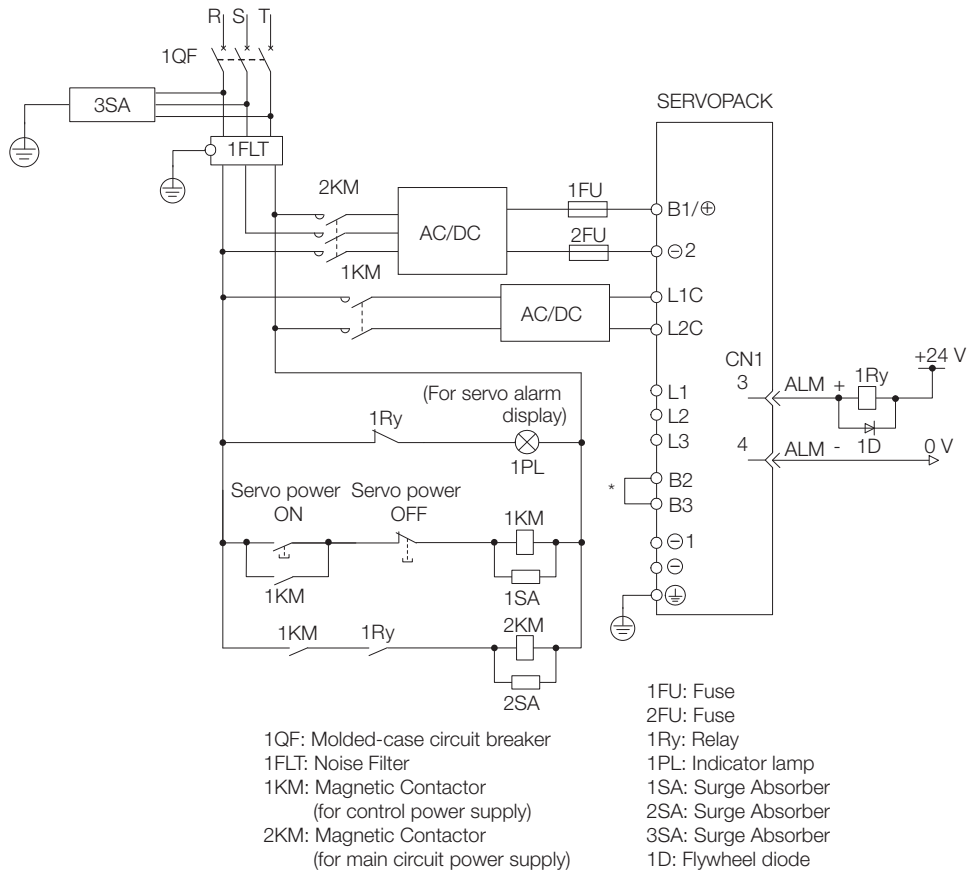 R S T
1QF
3SA
1FLT
SERVOPACK
2KM
AC/DC
1FU
2FU
B1/⊕
⊖2
1KM
AC/DC
L1C
L2C
CN1
3
ALM +
1Ry
+24 V
L1
L2
L3
4
ALM -
1D
0 V
(For servo alarm
display)
1Ry
1PL
*
B2
B3
Servo power
ON
Servo power
OFF
1KM
1KM
1SA
⊖1
⊖
1KM
1Ry
2KM
2SA
1QF: Molded-case circuit breaker
1FLT: Noise Filter
1KM: Magnetic Contactor
(for control power supply)
2KM: Magnetic Contactor
(for main circuit power supply)
1FU: Fuse
2FU: Fuse
1Ry: Relay
1PL: Indicator lamp
1SA: Surge Absorber
2SA: Surge Absorber
3SA: Surge Absorber
1D: Flywheel diode